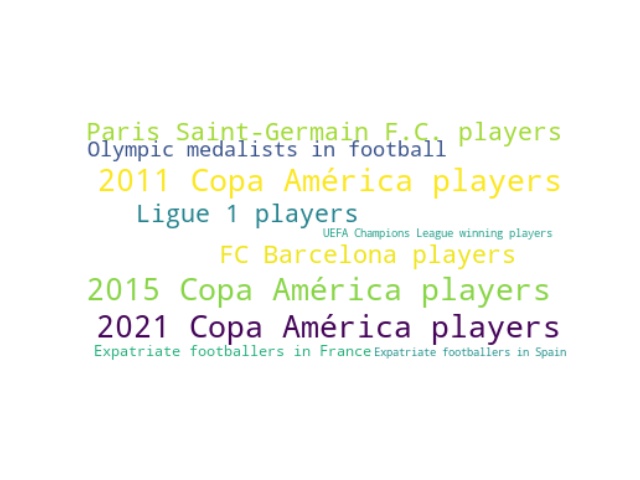 Paris Saint-Germain F.C. players
Olympic medalists in football
2011 Copa América players
Ligue 1 players
UEFA Champions League winning players
FC Barcelona players
2015 Copa América players
2021 Copa América players
Expatriate footballers in France
Expatriate footballers in Spain